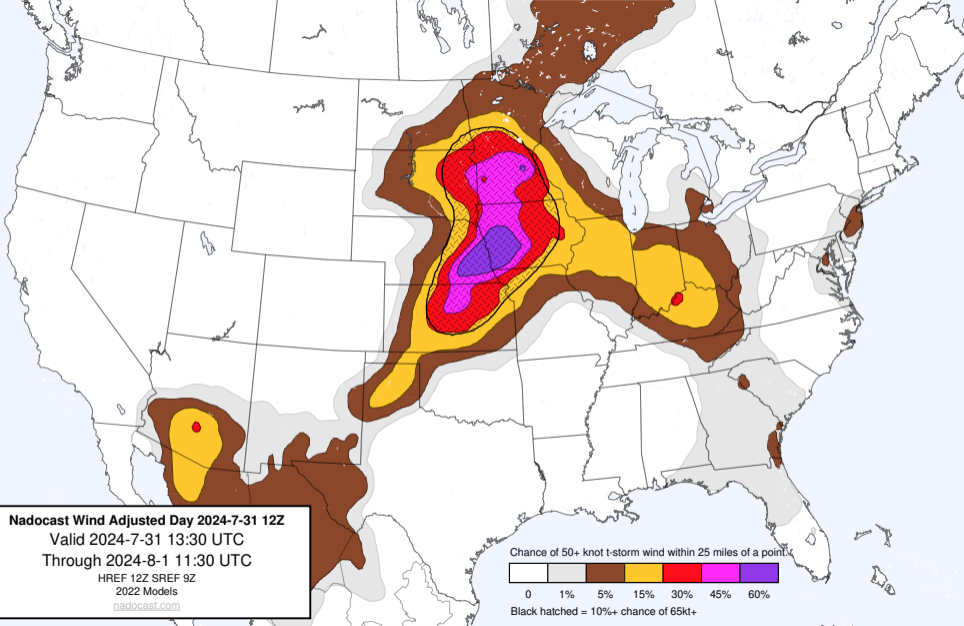 Nadocast Wind Adjusted Day 2024-7-31 12Z
Valid 2024-7-31 13:30 UTC
Through 2024-8-1 11:30 UTC
HREF 12Z SREF 9Z
2022 Models
nadocast.com
Chance of 50+ knot t-storm wind within 25 miles of a point.
0 1% 5% 15% 30% 45% 60%
Black hatched = 10%+ chance of 65kt+